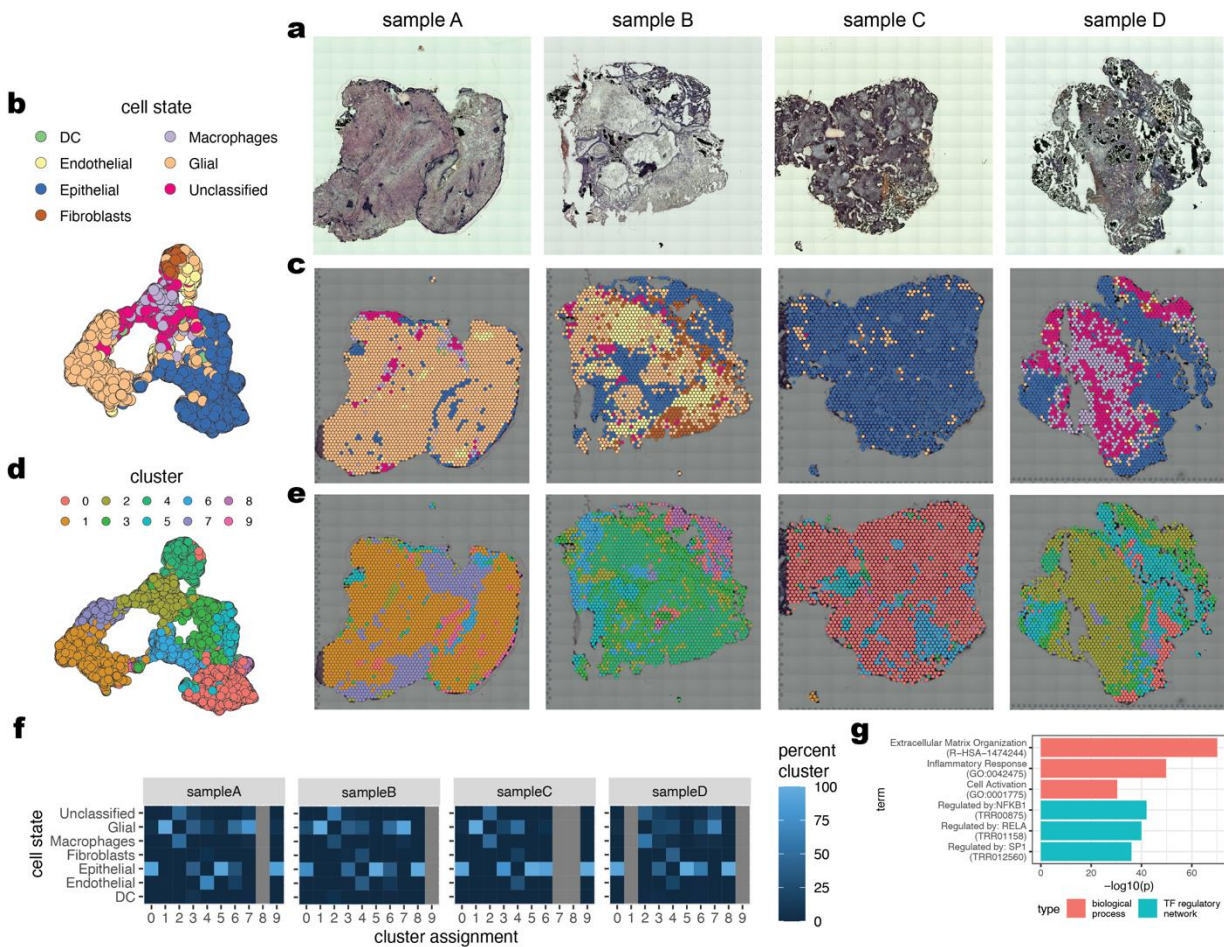 sample A
sample B
sample C
sample D
a
b
cell state
DC
Macrophages
Endothelial
Glial
Epithelial
Unclassified
Fibroblasts
c
d
cluster
0 2 4 6 8
1 3 5 7 9
e
f
sampleA
sampleB
sampleC
sampleD
cell state
Unclassified
Glial
Macrophages
Fibroblasts
Epithelial
Endothelial
DC
0 1 2 3 4 5 6 7 8 9
0 1 2 3 4 5 6 7 8 9
0 1 2 3 4 5 6 7 8 9
0 1 2 3 4 5 6 7 8 9
cluster assignment
percent
cluster
100
75
50
25
0
g
term
Extracellular Matrix Organization
(R-HSA-1474244)
Inflammatory Response
(GO:0042475)
Cell Activation
(GO:0001775)
Regulated by:NFKB1
(TRR00875)
Regulated by: RELA
(TRR01158)
Regulated by: SP1
(TRR012560)
0 20 40 60
−log10(p)
type
biological
process
TF regulatory
network